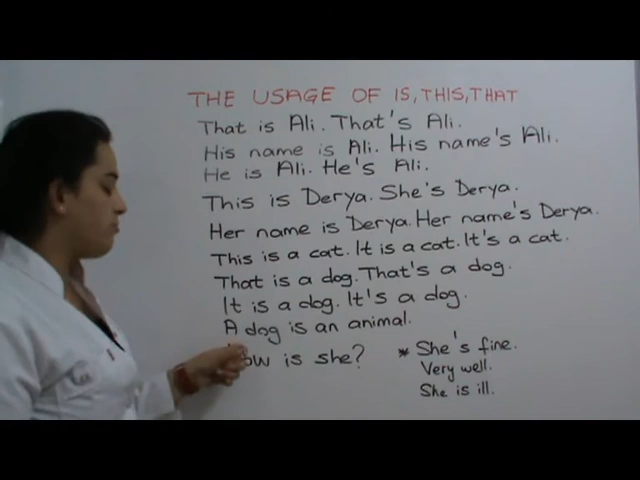 THE USAGE OF IS, THIS, THAT
That is Ali. That's Ali.
His name is Ali. His name's Ali.
He is Ali. He's Ali.
This is Derya. She's Derya.
Her name is Derya. Her name's Derya.
This is a cat. It is a cat. It's a cat.
That is a dog. That's a dog.
It is a dog. It's a dog.
A dog is an animal.
How is she? * She's fine.
Very well.
She is ill.